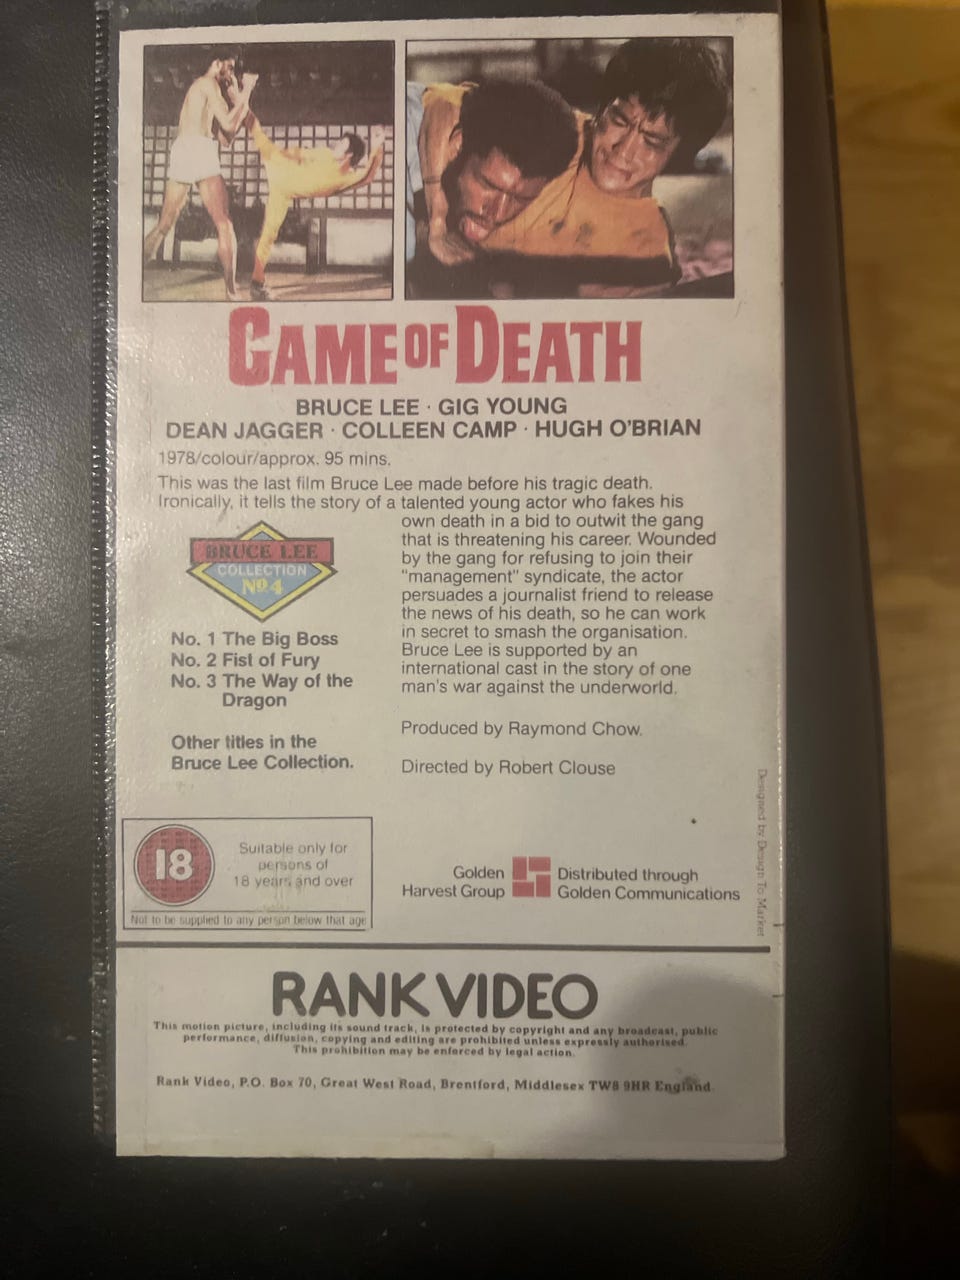 GAME OF DEATH
BRUCE LEE · GIG YOUNG
DEAN JAGGER · COLLEEN CAMP · HUGH O'BRIAN
1978/colour/approx. 95 mins.
This was the last film Bruce Lee made before his tragic death.
Ironically, it tells the story of a talented young actor who fakes his
own death in a bid to outwit the gang
that is threatening his career. Wounded
by the gang for refusing to join their
"management" syndicate, the actor
persuades a journalist friend to release
the news of his death, so he can work
in secret to smash the organisation.
Bruce Lee is supported by an
international cast in the story of one
man's war against the underworld.
BRUCE LEE
COLLECTION
No 4
No. 1 The Big Boss
No. 2 Fist of Fury
No. 3 The Way of the
Dragon
Other titles in the
Bruce Lee Collection.
Produced by Raymond Chow.
Directed by Robert Clouse
18
Suitable only for
persons of
18 years and over
Not to be supplied to any person below that age
Golden
Harvest Group
Distributed through
Golden Communications
Designed by Design To Market
RANK VIDEO
This motion picture, including its sound track, is protected by copyright and any broadcast, public
performance, diffusion, copying and editing are prohibited unless expressly authorised.
This prohibition may be enforced by legal action.
Rank Video, P.O. Box 70, Great West Road, Brentford, Middlesex TW8 9HR England